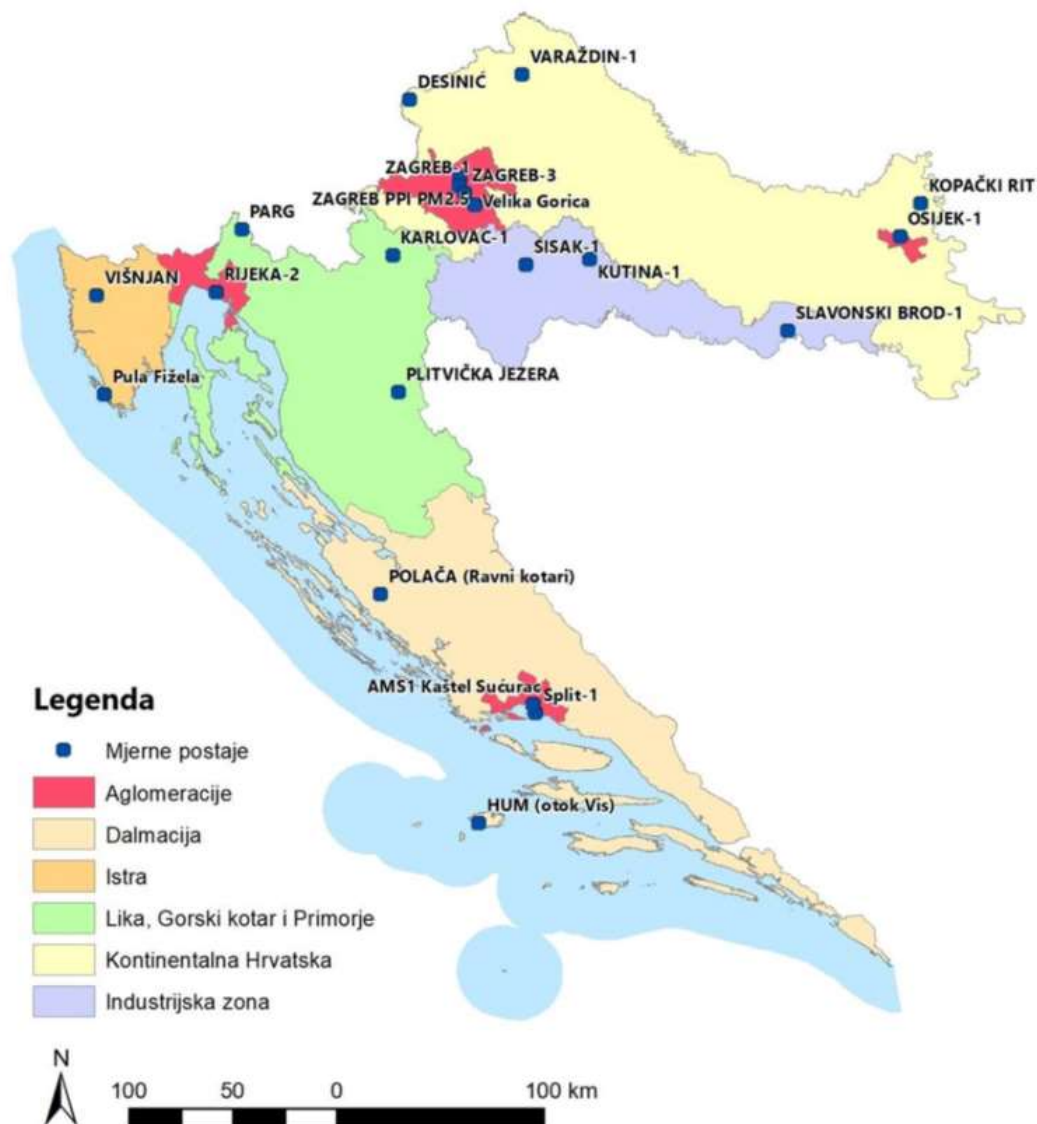 VARAŽDIN-1
DESINIĆ
ZAGREB-1
ZAGREB-3
ZAGREB PPI PM2.5
Velika Gorica
KOPAČKI RIT
OSIJEK-1
PARG
KARLOVAC-1
SISAK-1
KUTINA-1
VIŠNJAN
RIJEKA-2
SLAVONSKI BROD-1
Pula Fižela
PLITVIČKA JEZERA
POLAČA (Ravni kotari)
AMS1 Kaštel Sućurac
Split-1
HUM (otok Vis)
Legenda
Mjerne postaje
Aglomeracije
Dalmacija
Istra
Lika, Gorski kotar i Primorje
Kontinentalna Hrvatska
Industrijska zona
N
100 50 0 100 km